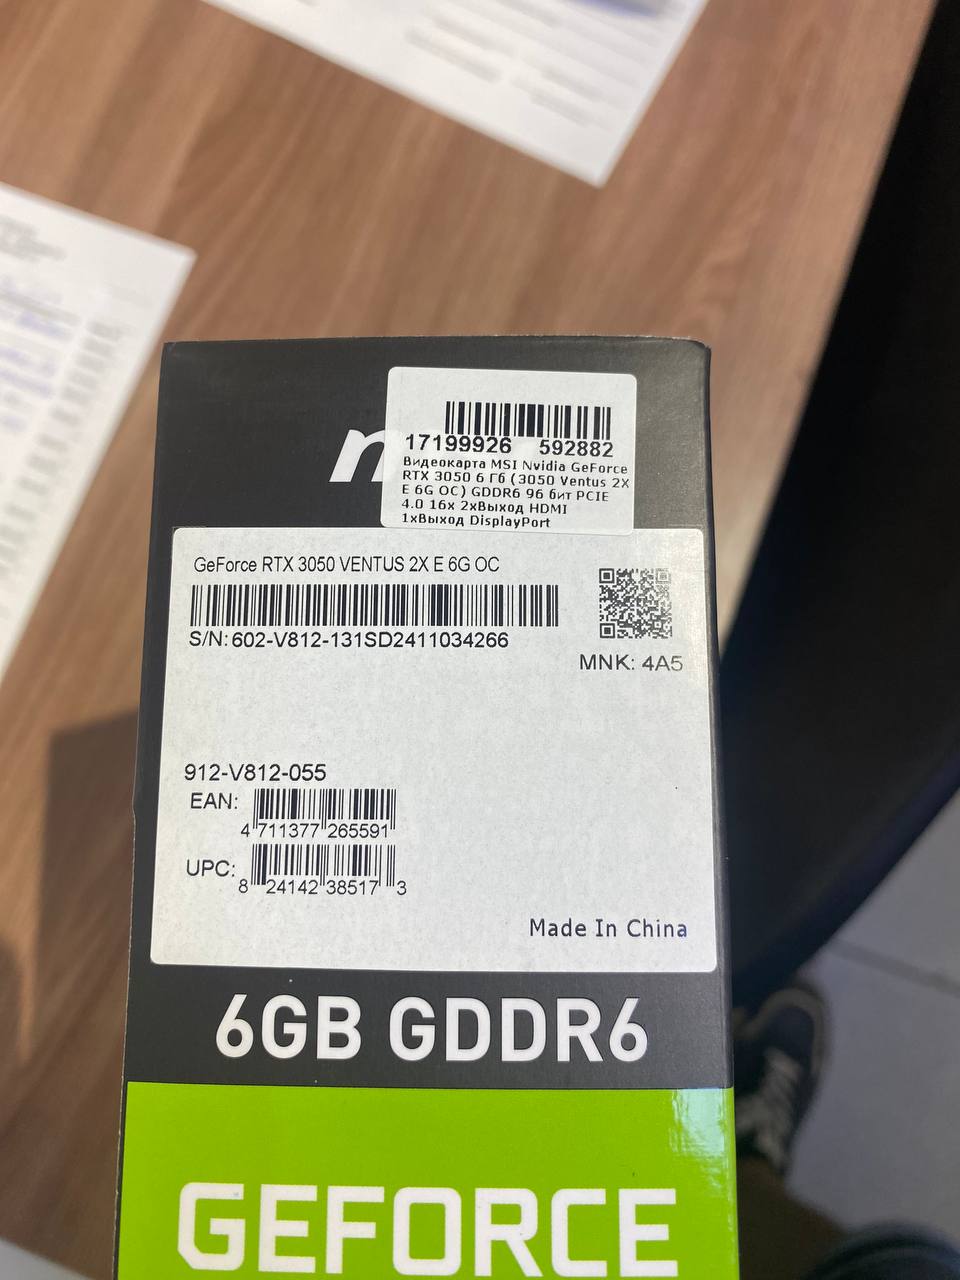 17199926 592882
Видеокарта MSI Nvidia GeForce
RTX 3050 6 Гб (3050 Ventus 2X
E 6G OC) GDDR6 96 бит PCIE
4.0 16x 2xВыход HDMI
1xВыход DisplayPort
GeForce RTX 3050 VENTUS 2X E 6G OC
S/N: 602-V812-131SD2411034266
MNK: 4A5
912-V812-055
EAN:
4 711377 265591
UPC:
8 24142 38517 3
Made In China
6GB GDDR6
GEFORCE